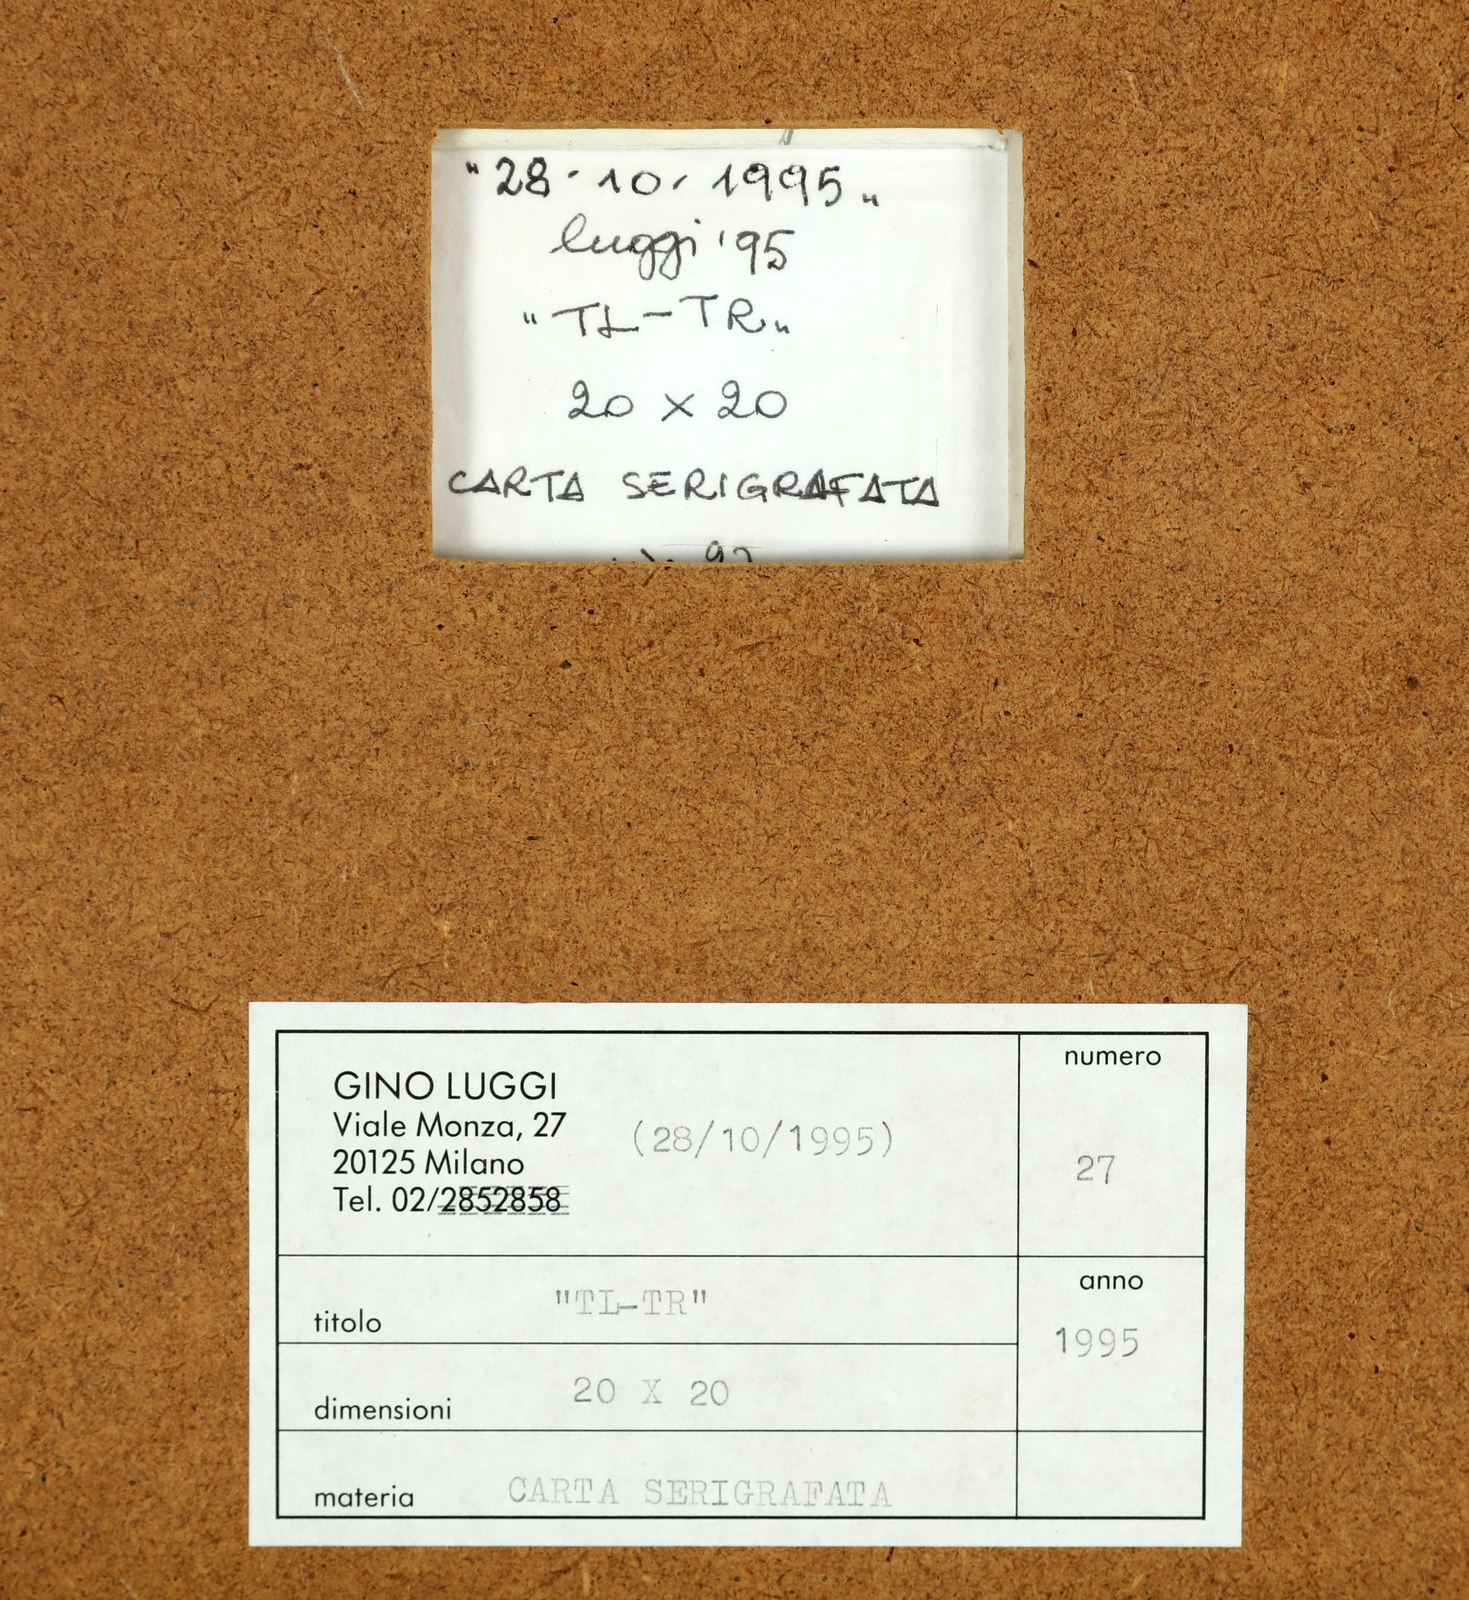 "28·10·1995"
luggi '95
"TL-TR"
20 x 20
CARTA SERIGRAFATA
GINO LUGGI
Viale Monza, 27
20125 Milano
Tel. 02/2852858
(28/10/1995)
numero
27
titolo "TL-TR"
anno
1995
dimensioni 20 X 20
materia CARTA SERIGRAFATA